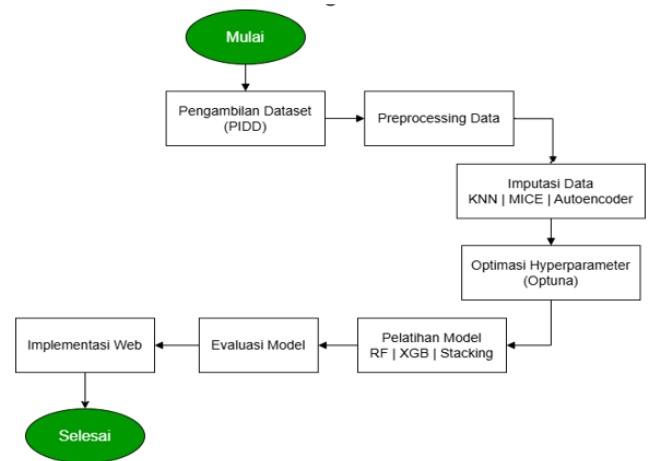 Mulai
Pengambilan Dataset
(PIDD)
Preprocessing Data
Imputasi Data
KNN | MICE | Autoencoder
Optimasi Hyperparameter
(Optuna)
Pelatihan Model
RF | XGB | Stacking
Evaluasi Model
Implementasi Web
Selesai